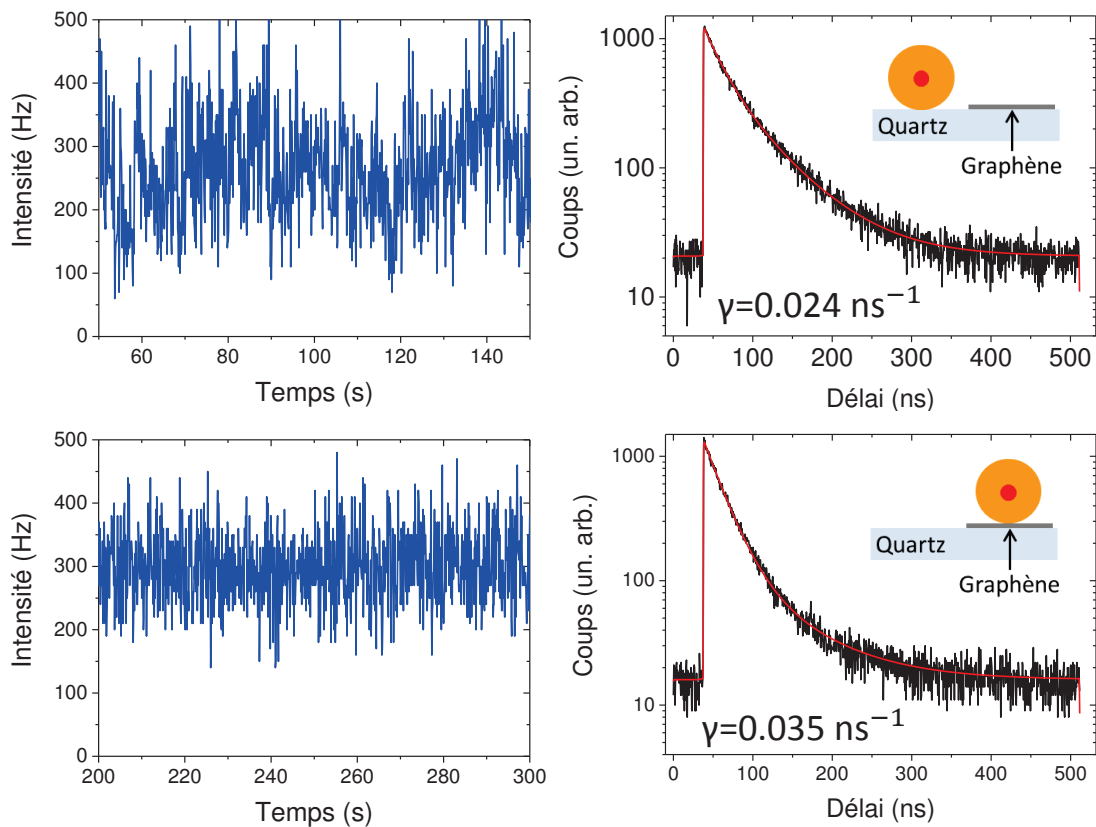 500
400
300
200
100
0
60
80
100
120
140
Intensité (Hz)
Temps (s)
1000
100
10
0
100
200
300
400
500
Coups (un. arb.)
Délai (ns)
Quartz
Graphène
γ=0.024 ns⁻¹
500
400
300
200
100
0
200
220
240
260
280
300
Intensité (Hz)
Temps (s)
1000
100
10
0
100
200
300
400
500
Coups (un. arb.)
Délai (ns)
Quartz
Graphène
γ=0.035 ns⁻¹